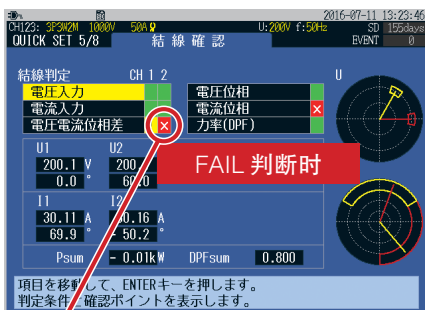 2016-07-11 13:23:46
CH123: 3P3W2M 1000V 50A U:200V f:50Hz SD 155days
QUICK SET 5/8 結線確認 EVENT 0
結線判定 CH 1 2 U
電圧入力 電圧位相
電流入力 電流位相 ×
電圧電流位相差 × 力率(DPF)
U1 U2
200.1 V 200.
0.0 ° 60.0
FAIL 判断时
I1 I2
30.11 A 30.16 A
69.9 ° - 50.2 °
Psum - 0.01kW DPFsum 0.800
項目を移動して、ENTERキーを押します。
判定条件と確認ポイントを表示します。